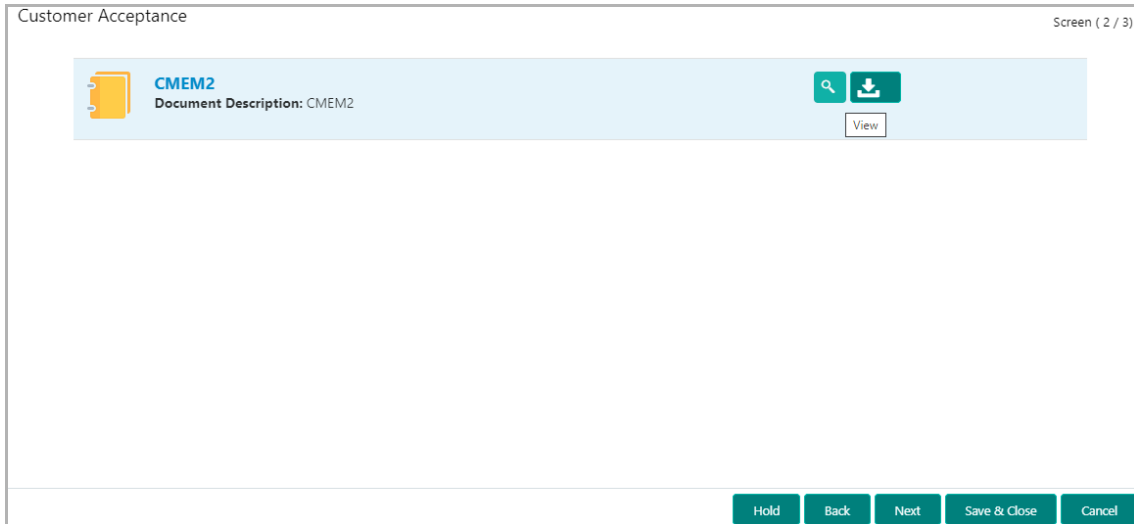 Customer Acceptance
Screen ( 2 / 3)
CMEM2
Document Description: CMEM2
View
Hold Back Next Save & Close Cancel